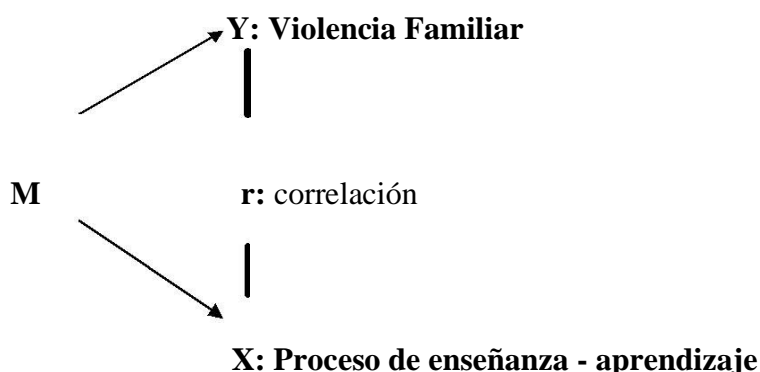 Y: Violencia Familiar
M
r: correlación
X: Proceso de enseñanza - aprendizaje